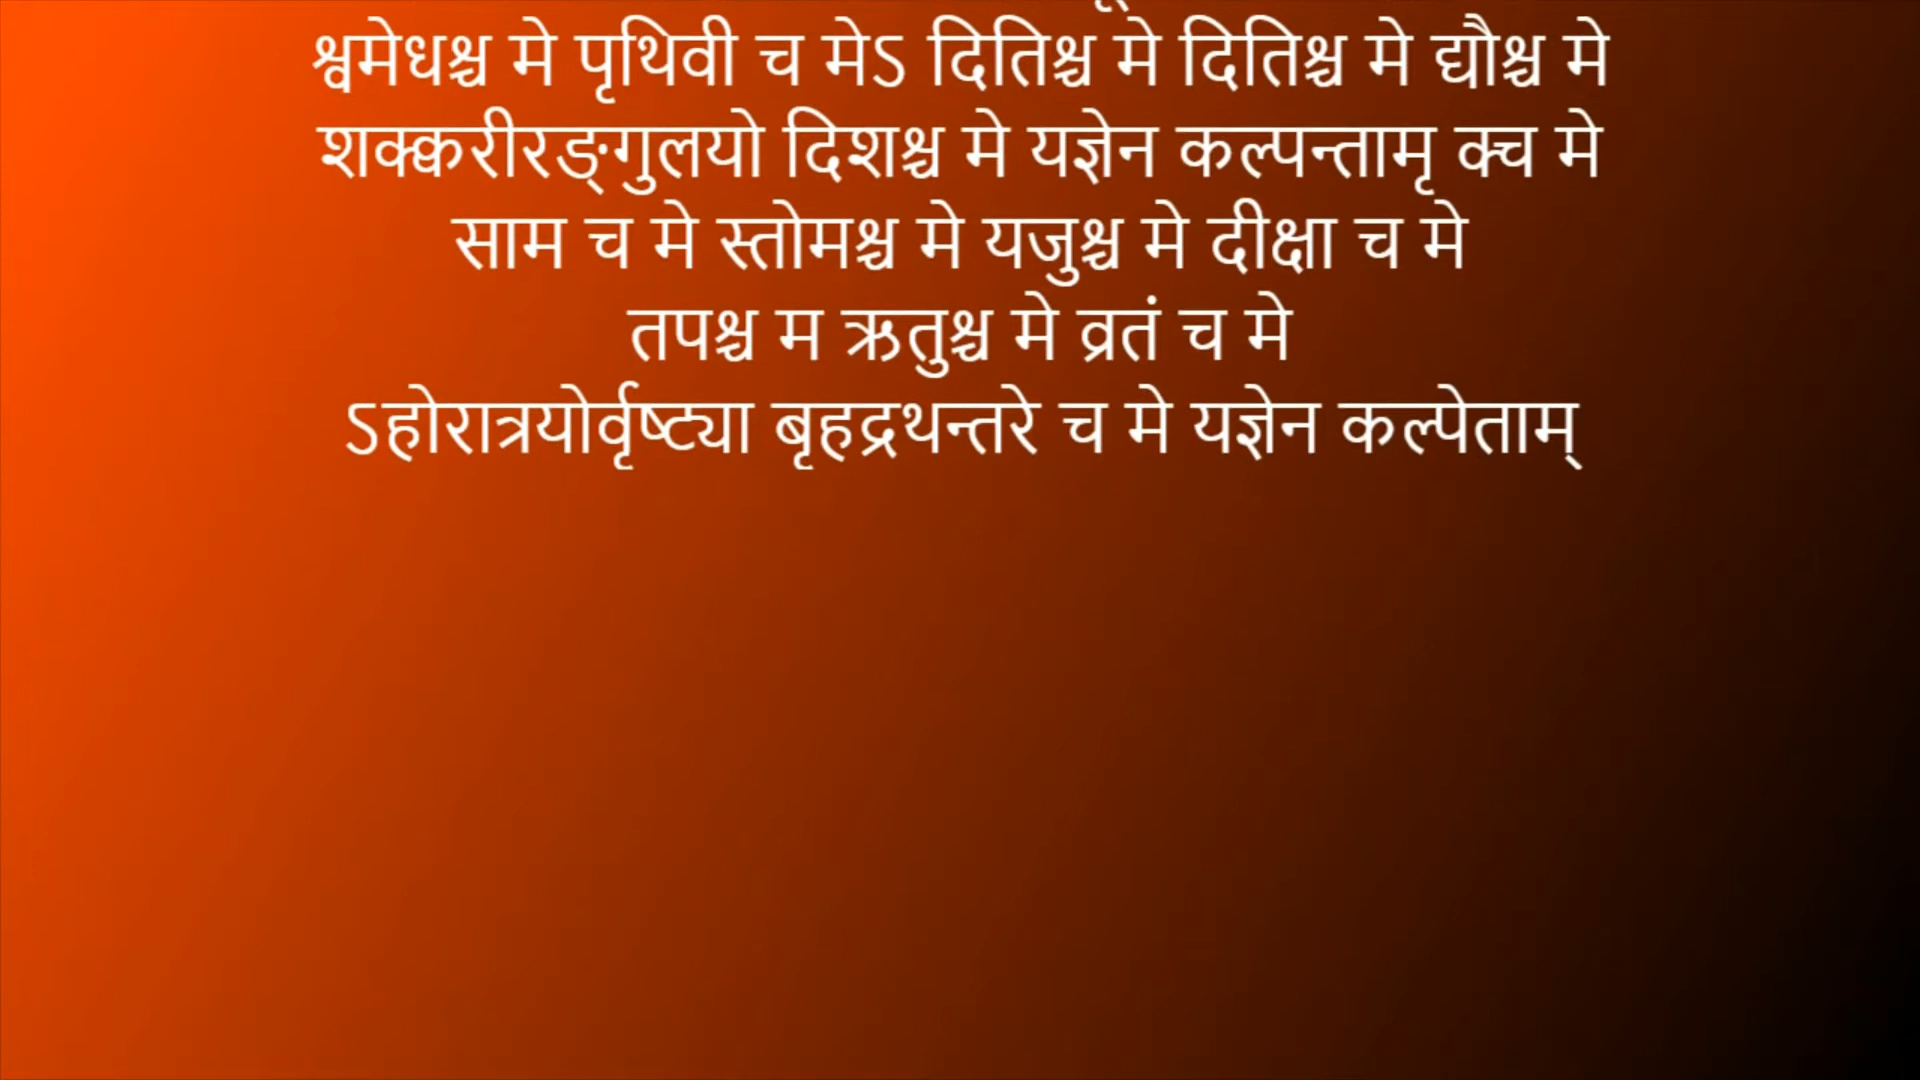 श्वमेधश्च मे पृथिवी च मेऽ दितिश्च मे दितिश्च मे द्यौश्च मे
शक्क्वरीरङ्गुलयो दिशश्च मे यज्ञेन कल्पन्तामृ क्च मे
साम च मे स्तोमश्च मे यजुश्च मे दीक्षा च मे
तपश्च म ऋतुश्च मे व्रतं च मे
ऽहोरात्रयोर्वृष्ट्या बृहद्रथन्तरे च मे यज्ञेन कल्पेताम्